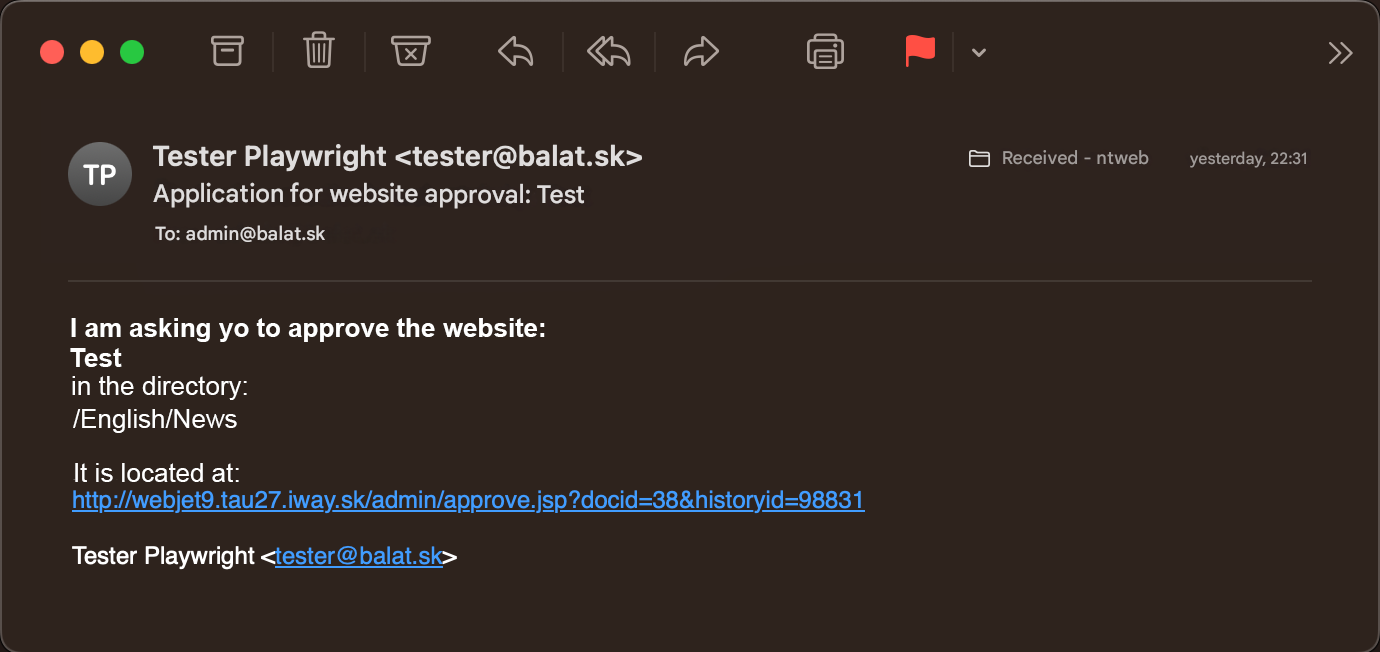 TP
Tester Playwright <tester@balat.sk>
Received - ntweb
yesterday, 22:31
Application for website approval: Test
To: admin@balat.sk
I am asking yo to approve the website:
Test
in the directory:
/English/News
It is located at:
http://webjet9.tau27.iway.sk/admin/approve.jsp?docid=38&historyid=98831
Tester Playwright <tester@balat.sk>